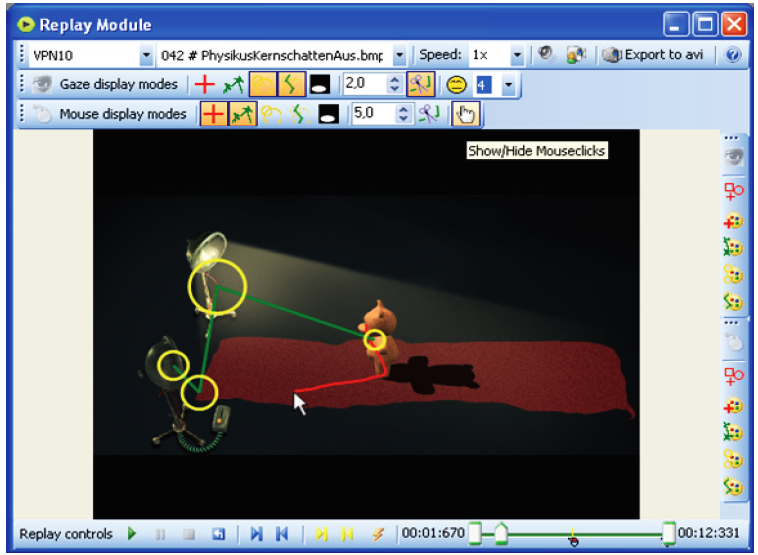 Replay Module
VPN10 042 # PhysikusKernschattenAus.bmp Speed: 1x Export to avi
Gaze display modes 2,0 4
Mouse display modes 5,0
Show/Hide Mouseclicks
Replay controls 00:01:670 00:12:331